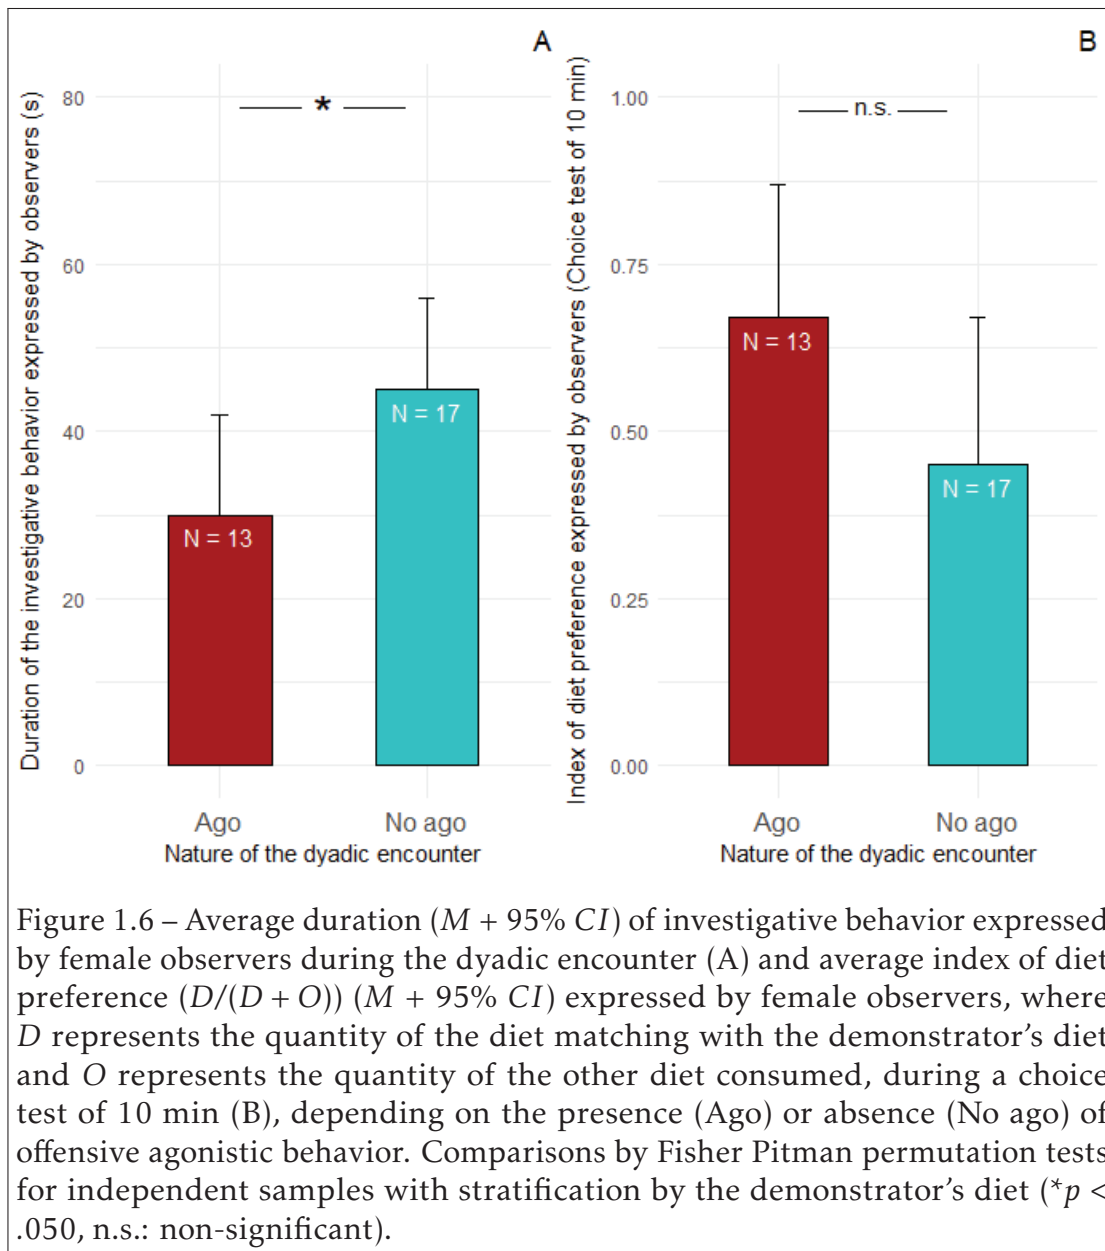 A
Duration of the investigative behavior expressed by observers (s)
80
60
40
20
0
*
N = 13
N = 17
Ago
No ago
Nature of the dyadic encounter
B
Index of diet preference expressed by observers (Choice test of 10 min)
1.00
0.75
0.50
0.25
0.00
n.s.
N = 13
N = 17
Ago
No ago
Nature of the dyadic encounter
Figure 1.6 – Average duration (M + 95% CI) of investigative behavior expressed
by female observers during the dyadic encounter (A) and average index of diet
preference (D/(D + O)) (M + 95% CI) expressed by female observers, where
D represents the quantity of the diet matching with the demonstrator’s diet
and O represents the quantity of the other diet consumed, during a choice
test of 10 min (B), depending on the presence (Ago) or absence (No ago) of
offensive agonistic behavior. Comparisons by Fisher Pitman permutation tests
for independent samples with stratification by the demonstrator’s diet (*p <
.050, n.s.: non-significant).